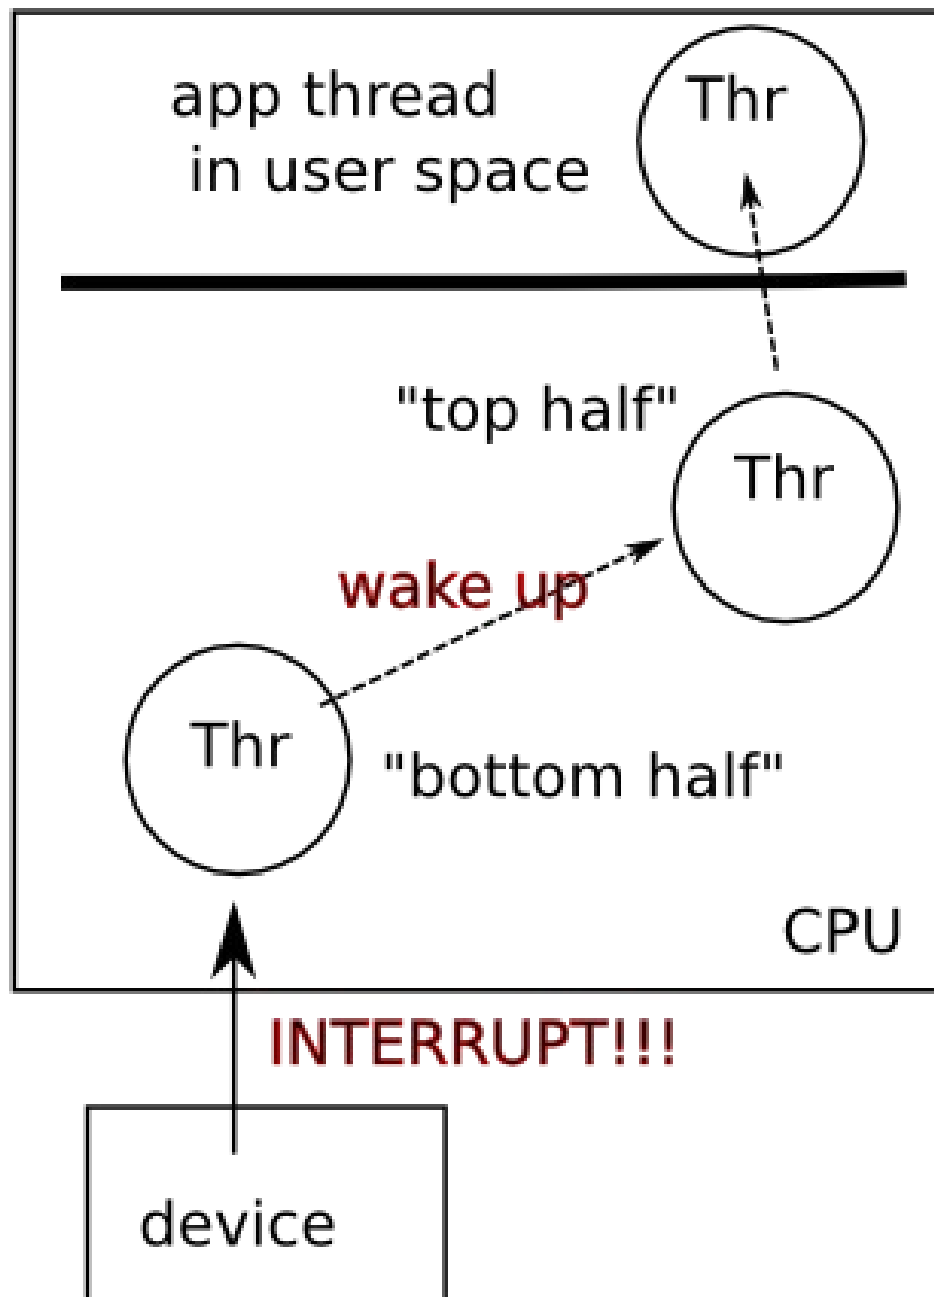 app thread
in user space
Thr
"top half"
Thr
wake up
Thr
"bottom half"
CPU
INTERRUPT!!!
device